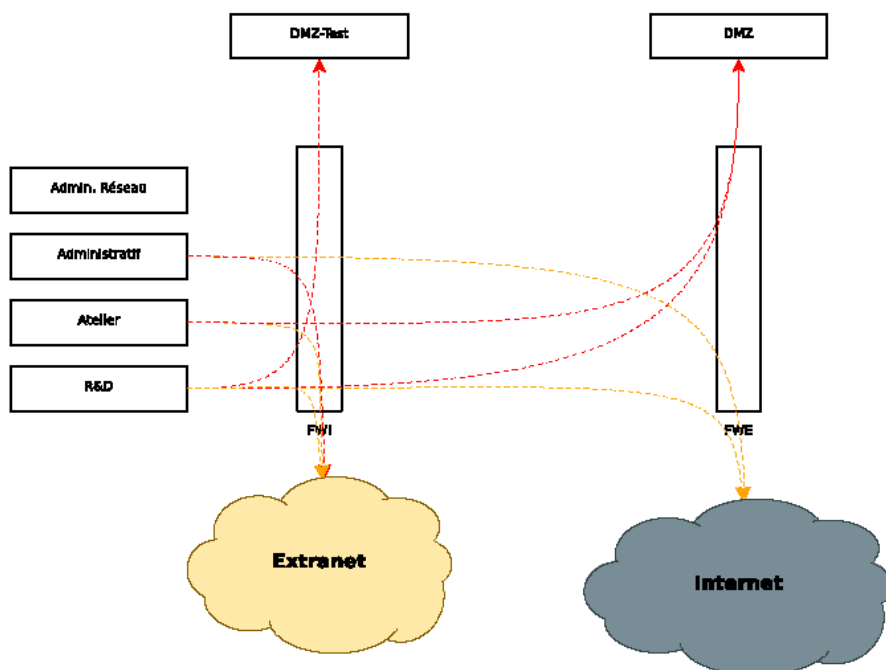 DMZ-Test
DMZ
Admin. Réseau
Administratif
Atelier
R&D
FWI
FWE
Extranet
Internet